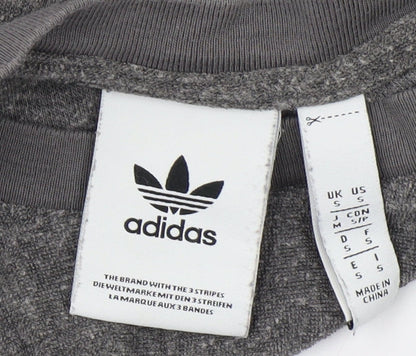 adidas
THE BRAND WITH THE 3 STRIPES
DIE WELTMARKE MIT DEN 3 STREIFEN
LA MARQUE AUX 3 BANDES
UK US
S S
J CDN
M S/P
D F
S S
E I
S S
MADE IN
CHINA